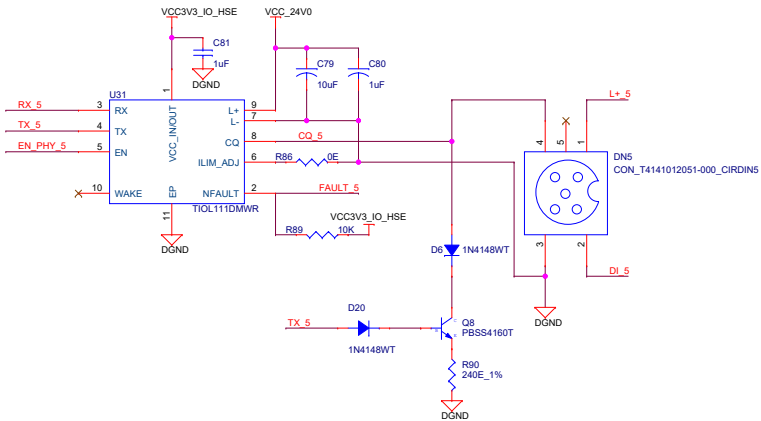 VCC3V3_IO_HSE
VCC_24V0
C81
1uF
DGND
C79
10uF
C80
1uF
U31
1
VCC_IN/OUT
RX_5
3
RX
TX_5
4
TX
EN_PHY_5
5
EN
10
WAKE
EP
11
DGND
L+
9
L-
7
CQ
8
CQ_5
ILIM_ADJ
6
R86
0E
NFAULT
2
FAULT_5
TIOL111DMWR
VCC3V3_IO_HSE
R89
10K
L+_5
4
5
1
DN5
CON_T4141012051-000_CIRDIN5
3
2
DI_5
DGND
D6
1N4148WT
D20
TX_5
1N4148WT
Q8
PBSS4160T
R90
240E_1%
DGND